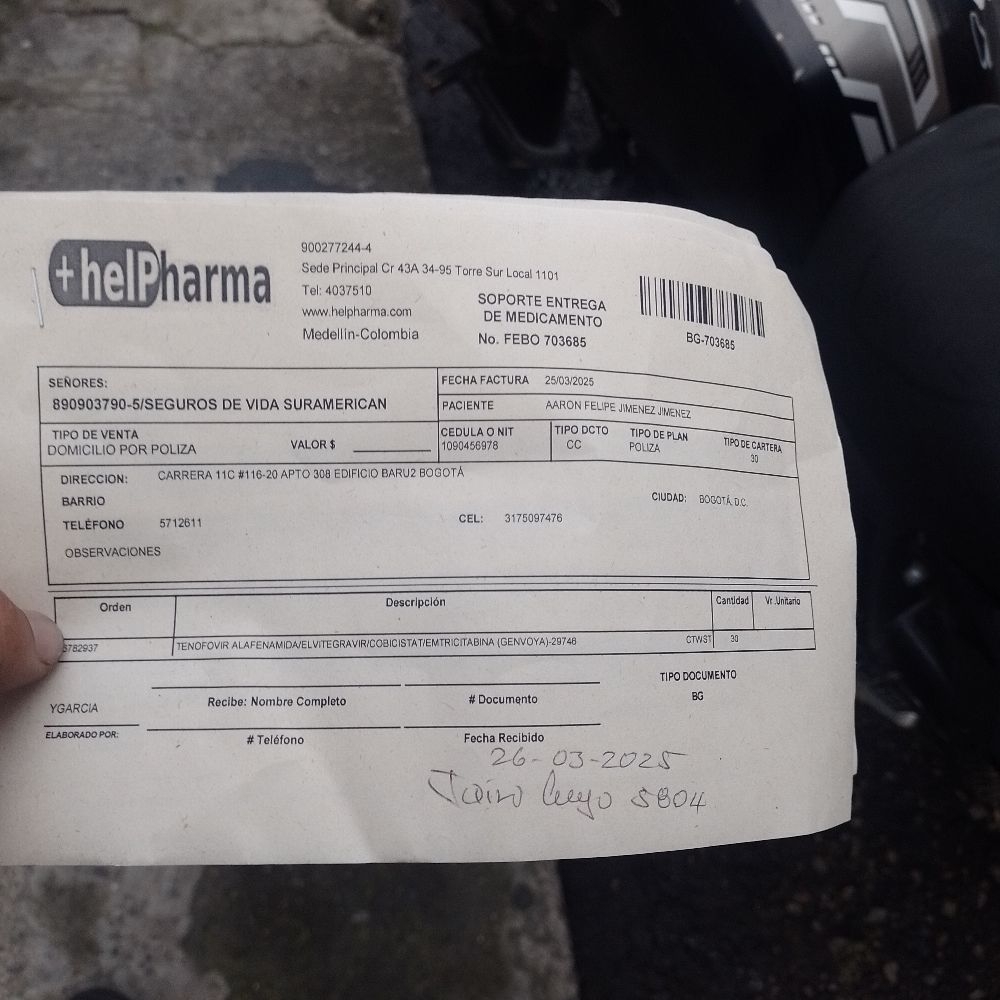 +helPharma
900277244-4
Sede Principal Cr 43A 34-95 Torre Sur Local 1101
Tel: 4037510
www.helpharma.com
Medellín-Colombia
SOPORTE ENTREGA
DE MEDICAMENTO
No. FEBO 703685
BG-703685
SEÑORES:
890903790-5/SEGUROS DE VIDA SURAMERICAN
FECHA FACTURA 25/03/2025
PACIENTE AARON FELIPE JIMENEZ JIMENEZ
TIPO DE VENTA
DOMICILIO POR POLIZA
VALOR $
CEDULA O NIT
1090456978
TIPO DCTO
CC
TIPO DE PLAN
POLIZA
TIPO DE CARTERA
30
DIRECCION: CARRERA 11C #116-20 APTO 308 EDIFICIO BARU2 BOGOTÁ
BARRIO
CIUDAD: BOGOTÁ, D.C.
TELÉFONO 5712611 CEL: 3175097476
OBSERVACIONES
Orden Descripción Cantidad Vr .Unitario
3782937 TENOFOVIR ALAFENAMIDA/ELVITEGRAVIR/COBICISTAT/EMTRICITABINA (GENVOYA)-29746 CTWST 30
TIPO DOCUMENTO
BG
Recibe: Nombre Completo # Documento
YGARCIA
ELABORADO POR:
# Teléfono Fecha Recibido
26-03-2025
5804